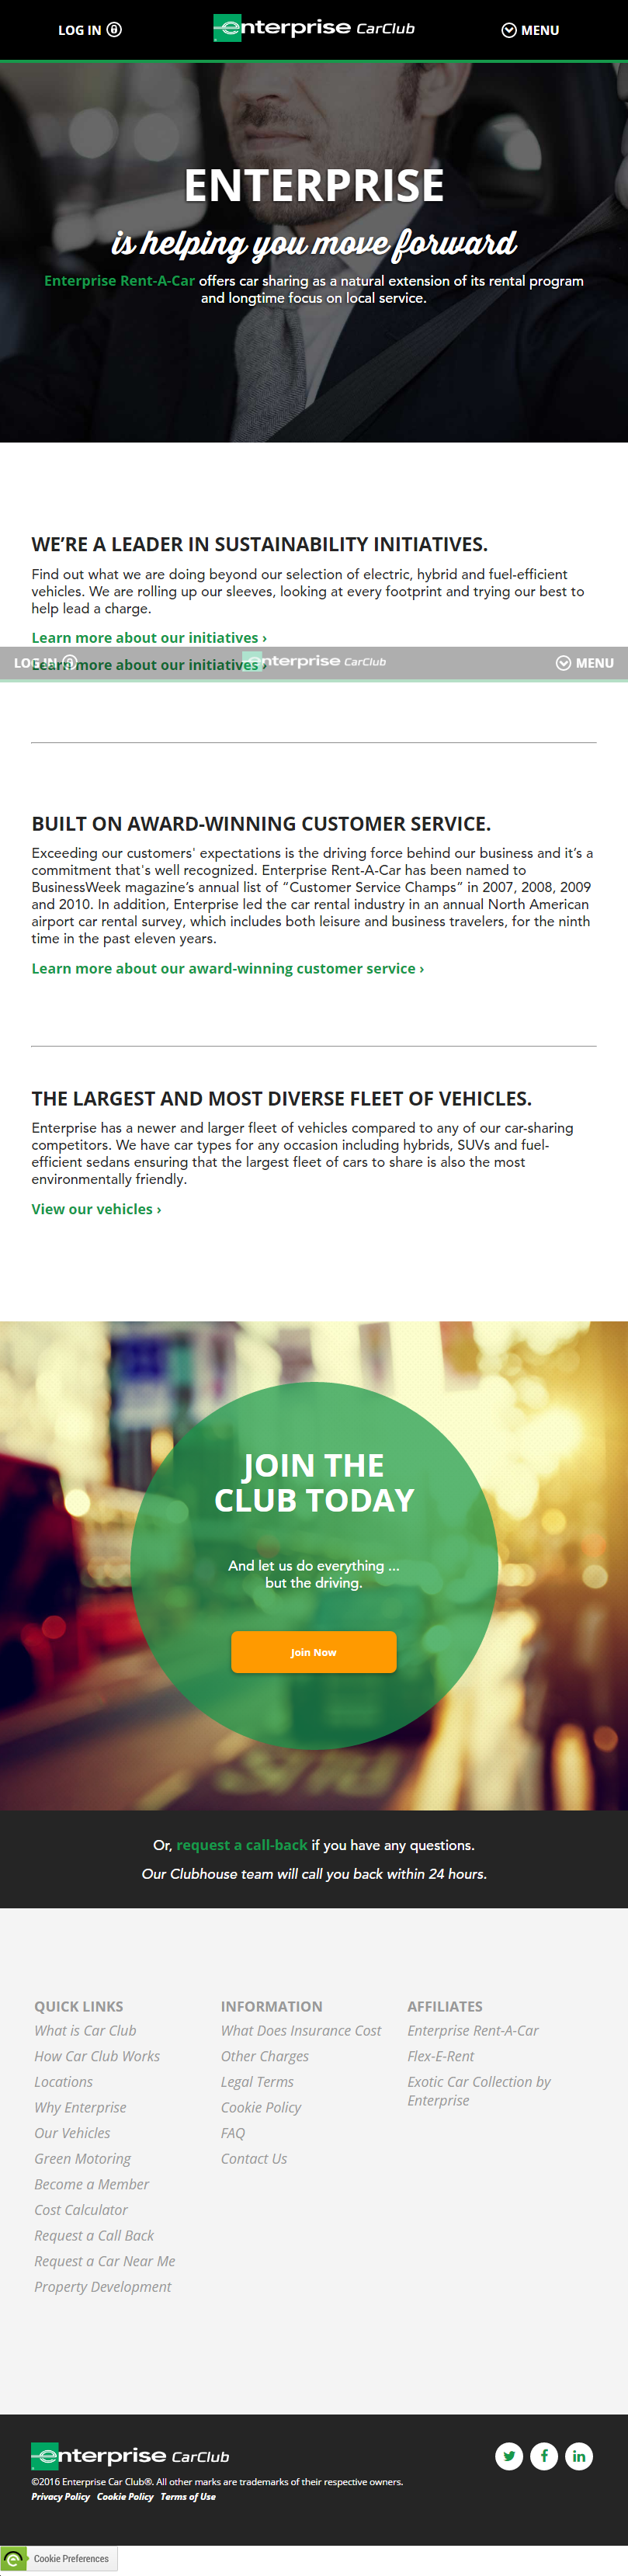 LOG IN
enterprise CarClub
MENU
ENTERPRISE
is helping you move forward
Enterprise Rent-A-Car offers car sharing as a natural extension of its rental program
and longtime focus on local service.
WE’RE A LEADER IN SUSTAINABILITY INITIATIVES.
Find out what we are doing beyond our selection of electric, hybrid and fuel-efficient
vehicles. We are rolling up our sleeves, looking at every footprint and trying our best to
help lead a charge.
Learn more about our initiatives ›
LOG IN
enterprise CarClub
MENU
Learn more about our initiatives ›
BUILT ON AWARD-WINNING CUSTOMER SERVICE.
Exceeding our customers' expectations is the driving force behind our business and it’s a
commitment that's well recognized. Enterprise Rent-A-Car has been named to
BusinessWeek magazine’s annual list of “Customer Service Champs” in 2007, 2008, 2009
and 2010. In addition, Enterprise led the car rental industry in an annual North American
airport car rental survey, which includes both leisure and business travelers, for the ninth
time in the past eleven years.
Learn more about our award-winning customer service ›
THE LARGEST AND MOST DIVERSE FLEET OF VEHICLES.
Enterprise has a newer and larger fleet of vehicles compared to any of our car-sharing
competitors. We have car types for any occasion including hybrids, SUVs and fuel-
efficient sedans ensuring that the largest fleet of cars to share is also the most
environmentally friendly.
View our vehicles ›
JOIN THE
CLUB TODAY
And let us do everything ...
but the driving.
Join Now
Or, request a call-back if you have any questions.
Our Clubhouse team will call you back within 24 hours.
QUICK LINKS
What is Car Club
How Car Club Works
Locations
Why Enterprise
Our Vehicles
Green Motoring
Become a Member
Cost Calculator
Request a Call Back
Request a Car Near Me
Property Development
INFORMATION
What Does Insurance Cost
Other Charges
Legal Terms
Cookie Policy
FAQ
Contact Us
AFFILIATES
Enterprise Rent-A-Car
Flex-E-Rent
Exotic Car Collection by
Enterprise
enterprise CarClub
©2016 Enterprise Car Club®. All other marks are trademarks of their respective owners.
Privacy Policy Cookie Policy Terms of Use
Cookie Preferences